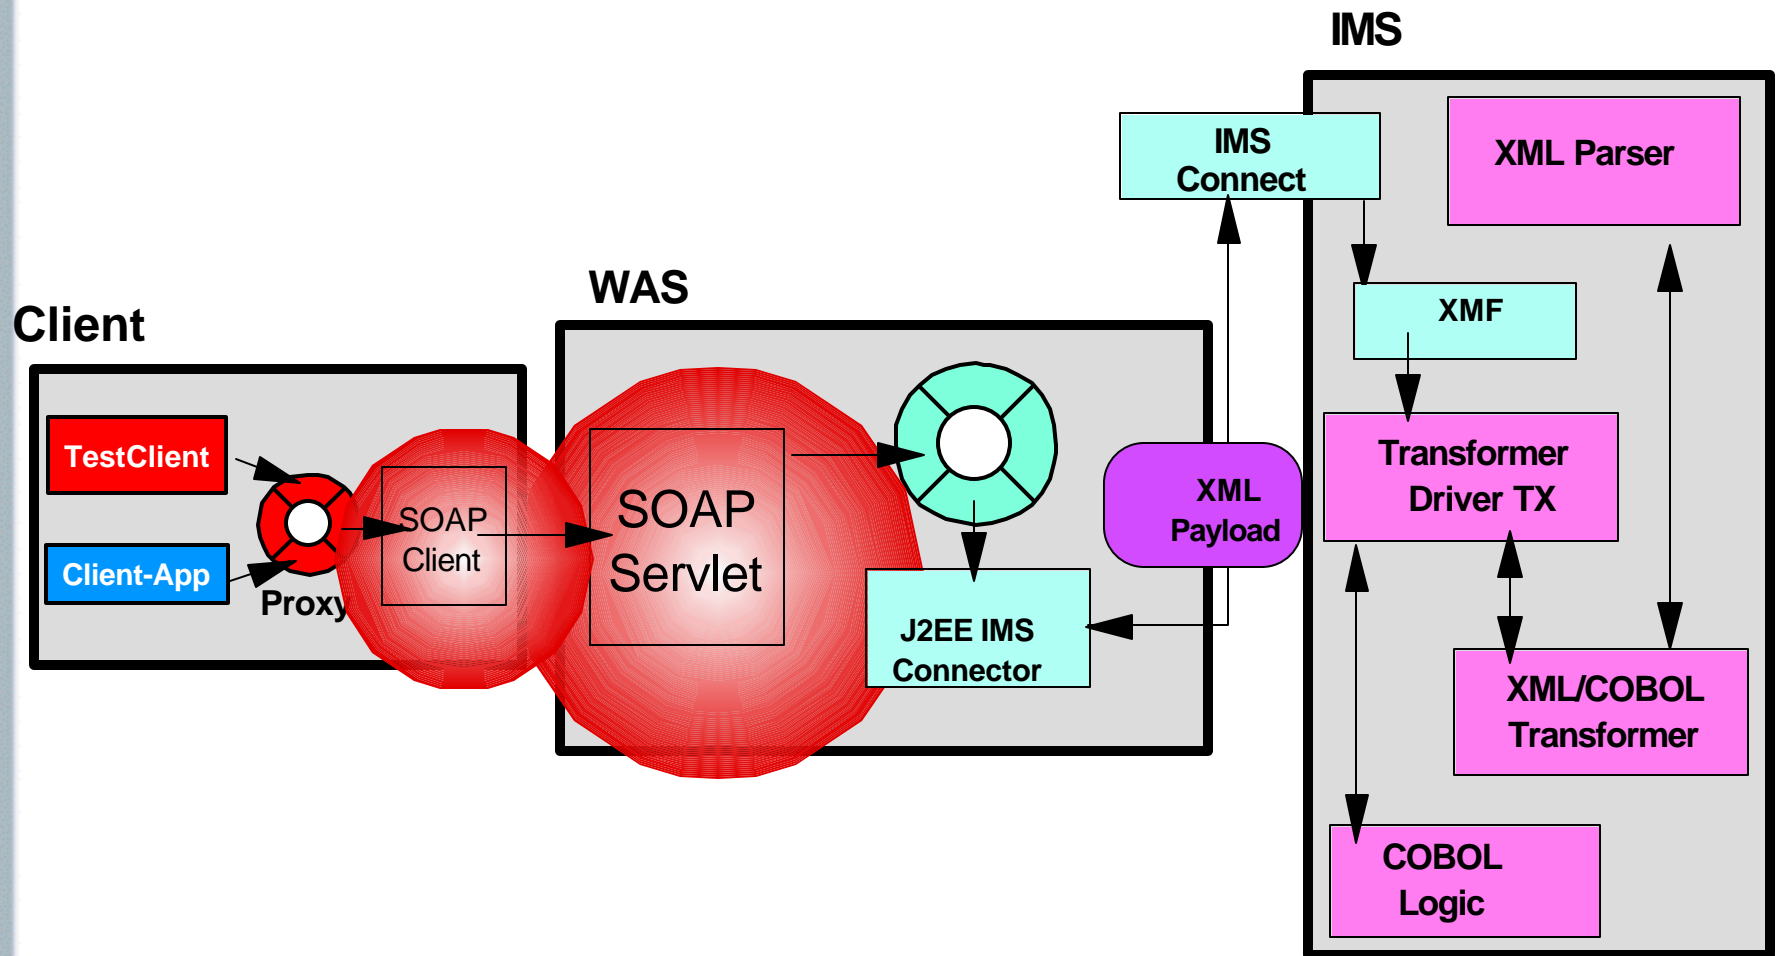 IMS
IMS
Connect
XML Parser
WAS
XMF
Client
TestClient
Transformer
Driver TX
SOAP
Client
SOAP
Servlet
XML
Payload
Client-App
Proxy
J2EE IMS
Connector
XML/COBOL
Transformer
COBOL
Logic